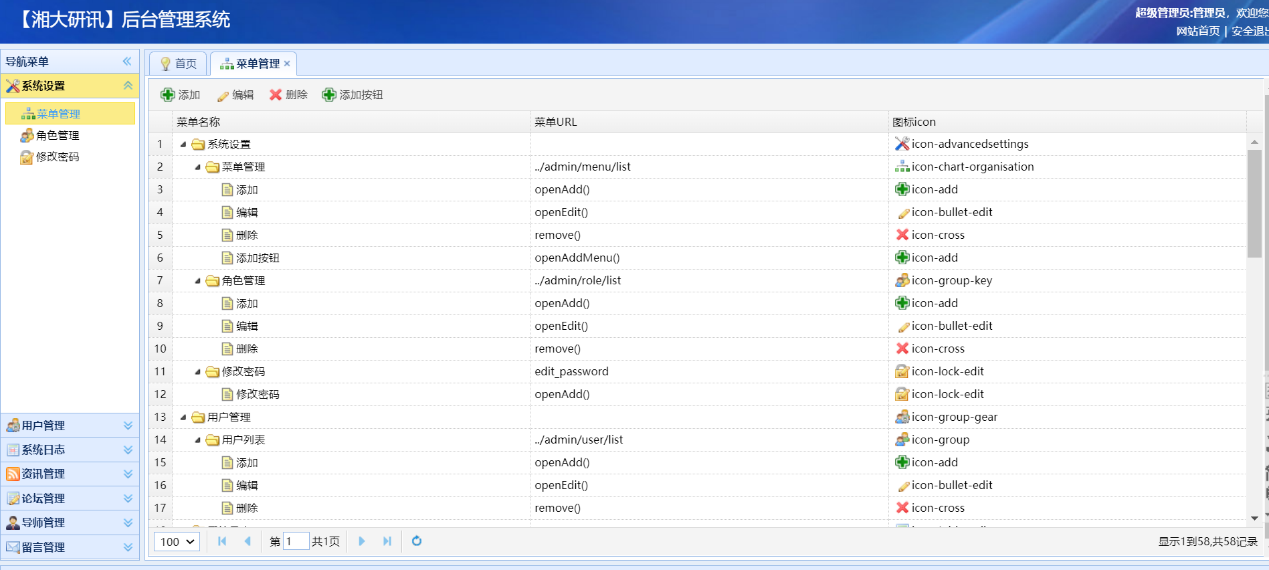 【湘大研讯】后台管理系统
超级管理员:管理员，欢迎您
网站首页 | 安全退出
导航菜单
系统设置
菜单管理
角色管理
修改密码
用户管理
系统日志
资讯管理
论坛管理
导师管理
留言管理
首页 菜单管理
添加 编辑 删除 添加按钮
菜单名称 菜单URL 图标icon
1 系统设置 icon-advancedsettings
2 菜单管理 ../admin/menu/list icon-chart-organisation
3 添加 openAdd() icon-add
4 编辑 openEdit() icon-bullet-edit
5 删除 remove() icon-cross
6 添加按钮 openAddMenu() icon-add
7 角色管理 ../admin/role/list icon-group-key
8 添加 openAdd() icon-add
9 编辑 openEdit() icon-bullet-edit
10 删除 remove() icon-cross
11 修改密码 edit_password icon-lock-edit
12 修改密码 openAdd() icon-lock-edit
13 用户管理 icon-group-gear
14 用户列表 ../admin/user/list icon-group
15 添加 openAdd() icon-add
16 编辑 openEdit() icon-bullet-edit
17 删除 remove() icon-cross
100 第 1 共1页 显示1到58,共58记录